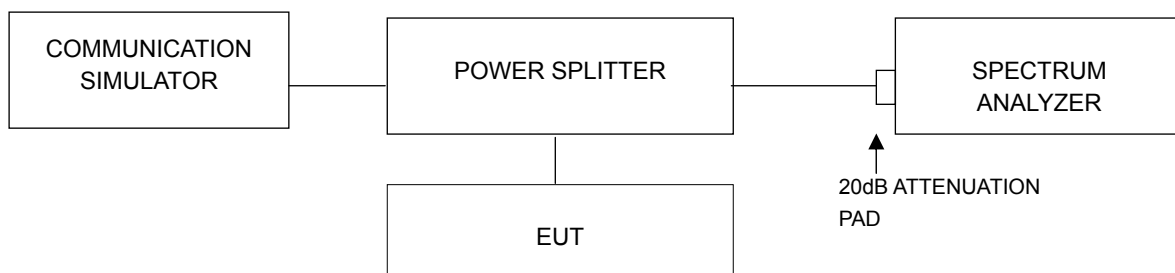 COMMUNICATION
SIMULATOR
POWER SPLITTER
SPECTRUM
ANALYZER
20dB ATTENUATION
PAD
EUT